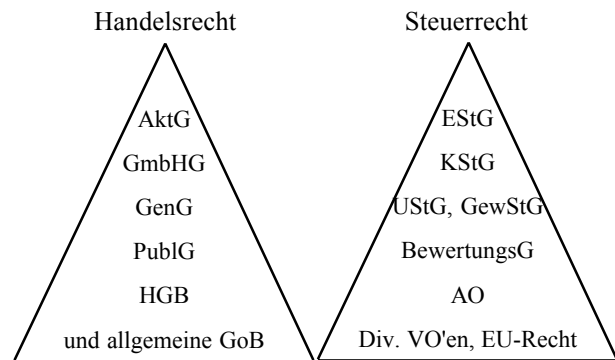 Handelsrecht
AktG
GmbHG
GenG
PublG
HGB
und allgemeine GoB
Steuerrecht
EStG
KStG
UStG, GewStG
BewertungsG
AO
Div. VO'en, EU-Recht